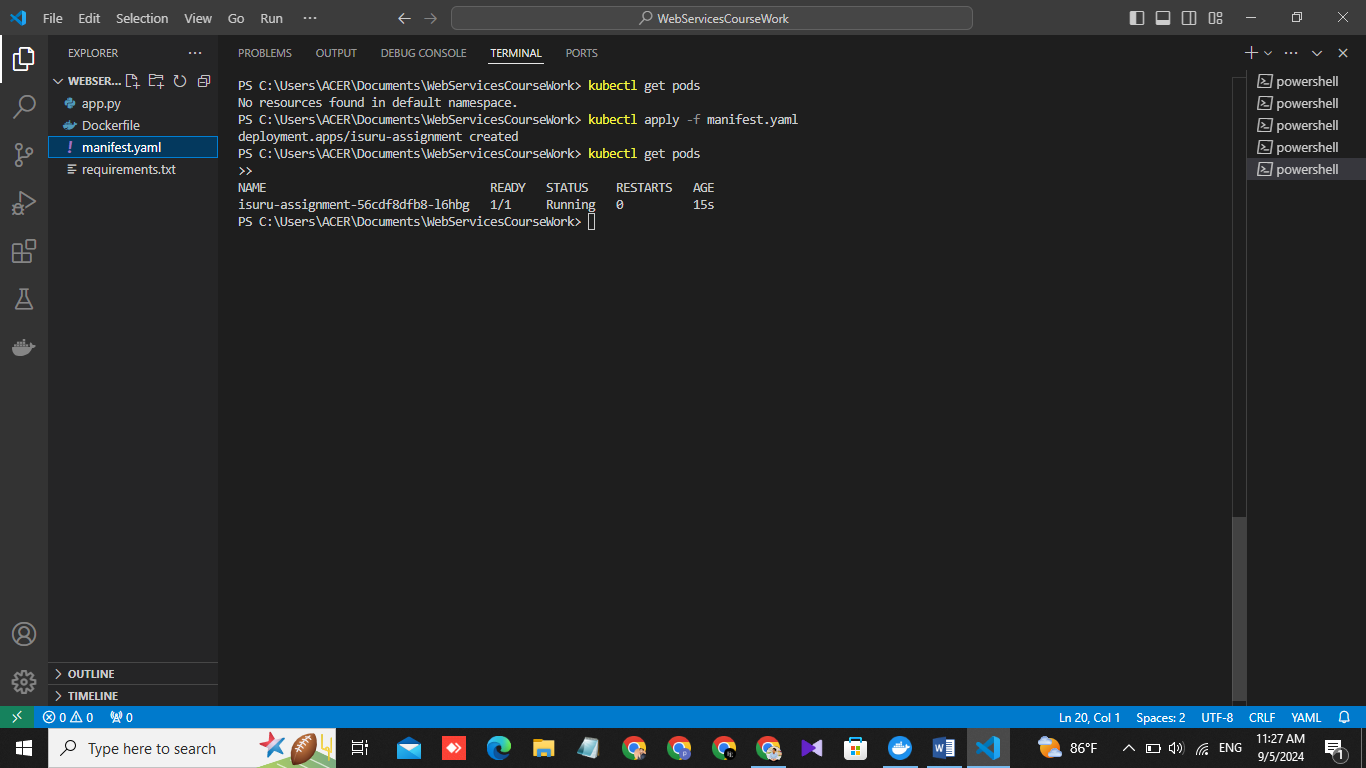 File Edit Selection View Go Run ··· WebServicesCourseWork
EXPLORER ···
WEBSER...
app.py
Dockerfile
! manifest.yaml
requirements.txt
OUTLINE
TIMELINE
PROBLEMS OUTPUT DEBUG CONSOLE TERMINAL PORTS
PS C:\Users\ACER\Documents\WebServicesCourseWork> kubectl get pods
No resources found in default namespace.
PS C:\Users\ACER\Documents\WebServicesCourseWork> kubectl apply -f manifest.yaml
deployment.apps/isuru-assignment created
PS C:\Users\ACER\Documents\WebServicesCourseWork> kubectl get pods
>>
NAME READY STATUS RESTARTS AGE
isuru-assignment-56cdf8dfb8-l6hbg 1/1 Running 0 15s
PS C:\Users\ACER\Documents\WebServicesCourseWork>
powershell
powershell
powershell
powershell
powershell
0 0 0 Ln 20, Col 1 Spaces: 2 UTF-8 CRLF YAML
Type here to search 86°F ENG 11:27 AM
9/5/2024 1